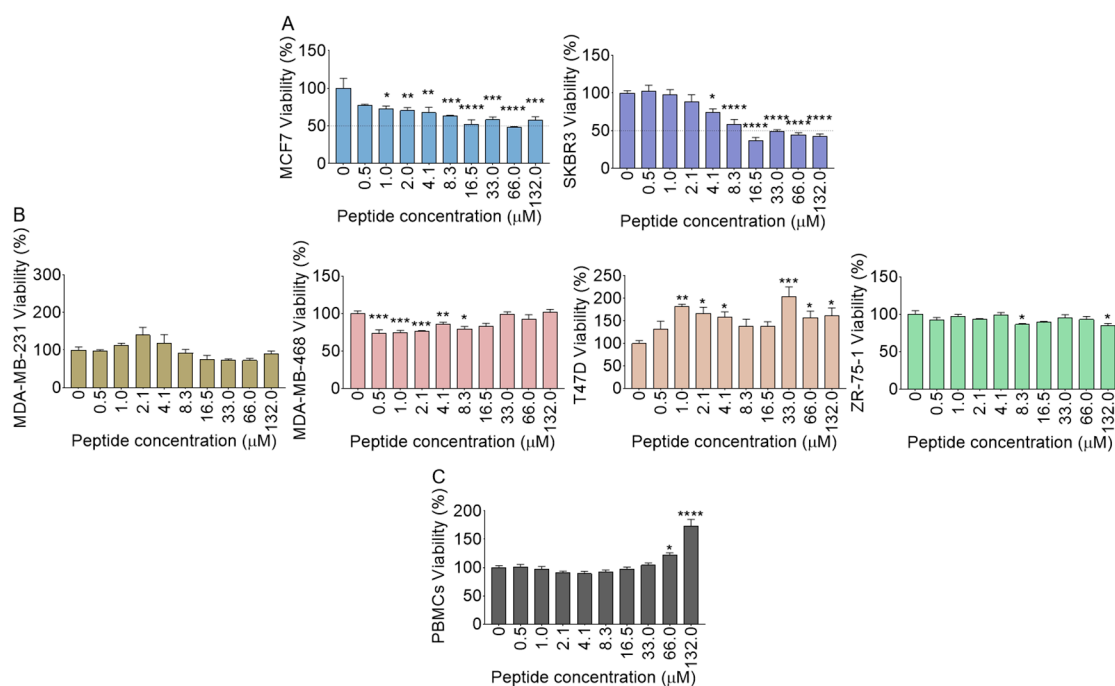 A
MCF7 Viability (%)
150
100
50
0
* ** ** *** **** *** **** ***
0 0.5 1.0 2.0 4.1 8.3 16.5 33.0 66.0 132.0
Peptide concentration (μM)
SKBR3 Viability (%)
150
100
50
0
* **** **** **** **** ****
0 0.5 1.0 2.1 4.1 8.3 16.5 33.0 66.0 132.0
Peptide concentration (μM)
B
MDA-MB-231 Viability (%)
300
200
100
0
0 0.5 1.0 2.1 4.1 8.3 16.5 33.0 66.0 132.0
Peptide concentration (μM)
MDA-MB-468 Viability (%)
150
100
50
0
*** *** *** ** *
0 0.5 1.0 2.1 4.1 8.3 16.5 33.0 66.0 132.0
Peptide concentration (μM)
T47D Viability (%)
250
200
150
100
50
0
** * * *** * *
0 0.5 1.0 2.1 4.1 8.3 16.5 33.0 66.0 132.0
Peptide concentration (μM)
ZR-75-1 Viability (%)
150
100
50
0
* *
0 0.5 1.0 2.1 4.1 8.3 16.5 33.0 66.0 132.0
Peptide concentration (μM)
C
PBMCs Viability (%)
200
150
100
50
0
* ****
0 0.5 1.0 2.1 4.1 8.3 16.5 33.0 66.0 132.0
Peptide concentration (μM)